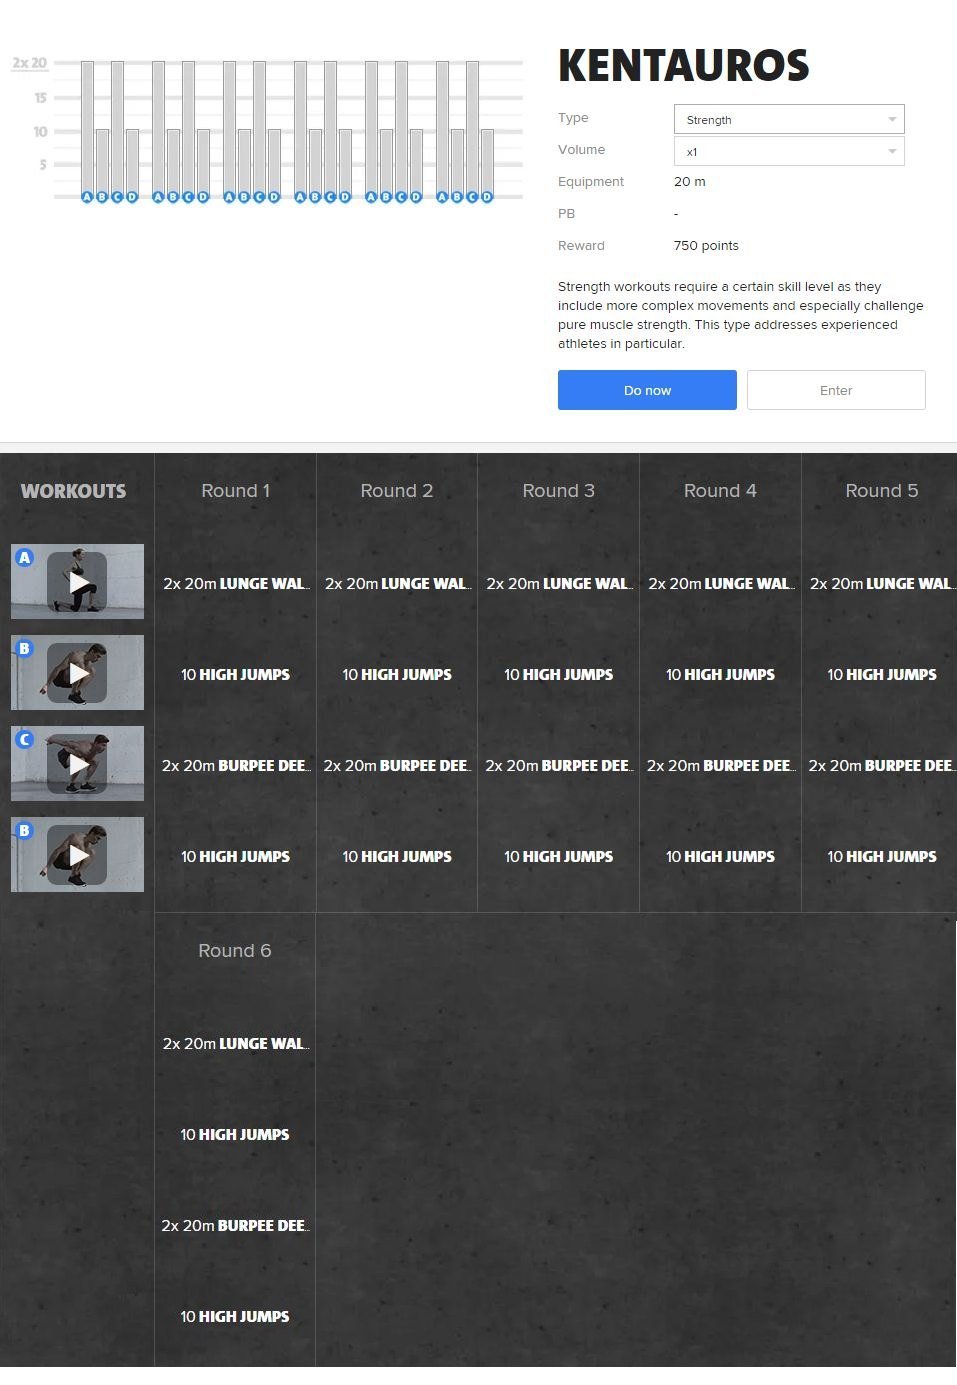 KENTAUROS
2x 20
15
10
5
A B C D A B C D A B C D A B C D A B C D A B C D
Type Strength
Volume x1
Equipment 20 m
PB -
Reward 750 points
Strength workouts require a certain skill level as they
include more complex movements and especially challenge
pure muscle strength. This type addresses experienced
athletes in particular.
Do now Enter
WORKOUTS Round 1 Round 2 Round 3 Round 4 Round 5
A 2x 20m LUNGE WAL... 2x 20m LUNGE WAL... 2x 20m LUNGE WAL... 2x 20m LUNGE WAL... 2x 20m LUNGE WAL...
B 10 HIGH JUMPS 10 HIGH JUMPS 10 HIGH JUMPS 10 HIGH JUMPS 10 HIGH JUMPS
C 2x 20m BURPEE DEE... 2x 20m BURPEE DEE... 2x 20m BURPEE DEE... 2x 20m BURPEE DEE... 2x 20m BURPEE DEE...
B 10 HIGH JUMPS 10 HIGH JUMPS 10 HIGH JUMPS 10 HIGH JUMPS 10 HIGH JUMPS
Round 6
2x 20m LUNGE WAL...
10 HIGH JUMPS
2x 20m BURPEE DEE...
10 HIGH JUMPS